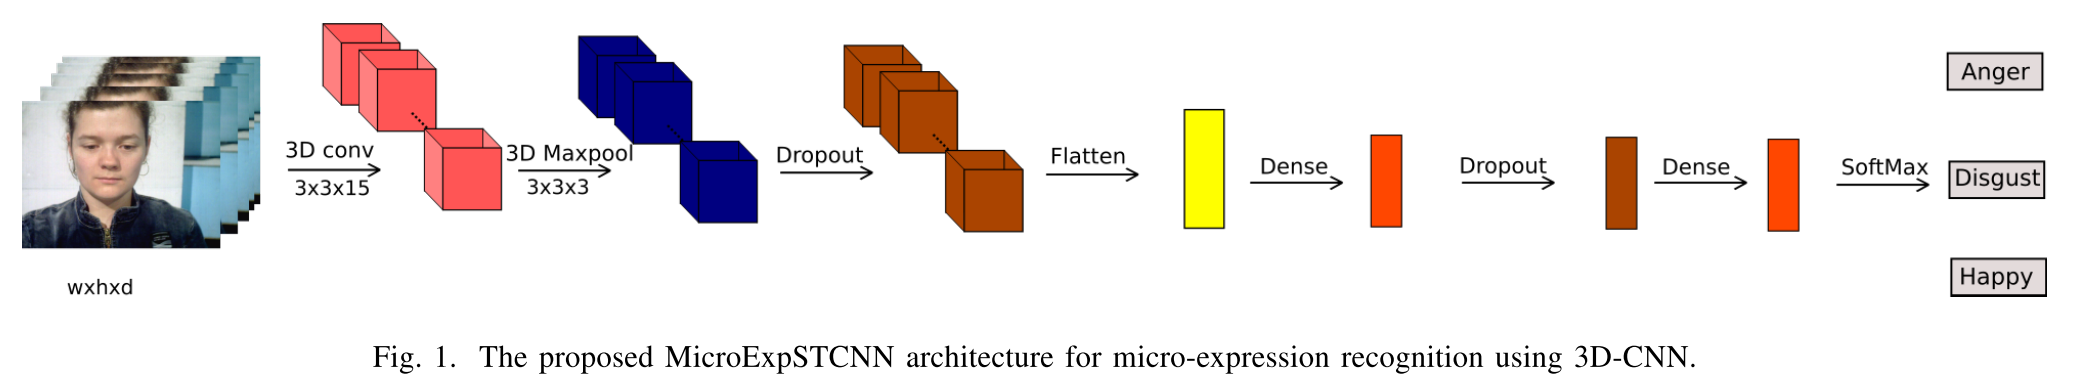 3D conv
3x3x15
3D Maxpool
3x3x3
Dropout
Flatten
Dense
Dropout
Dense
SoftMax
Anger
Disgust
Happy
wxhxd
Fig. 1. The proposed MicroExpSTCNN architecture for micro-expression recognition using 3D-CNN.